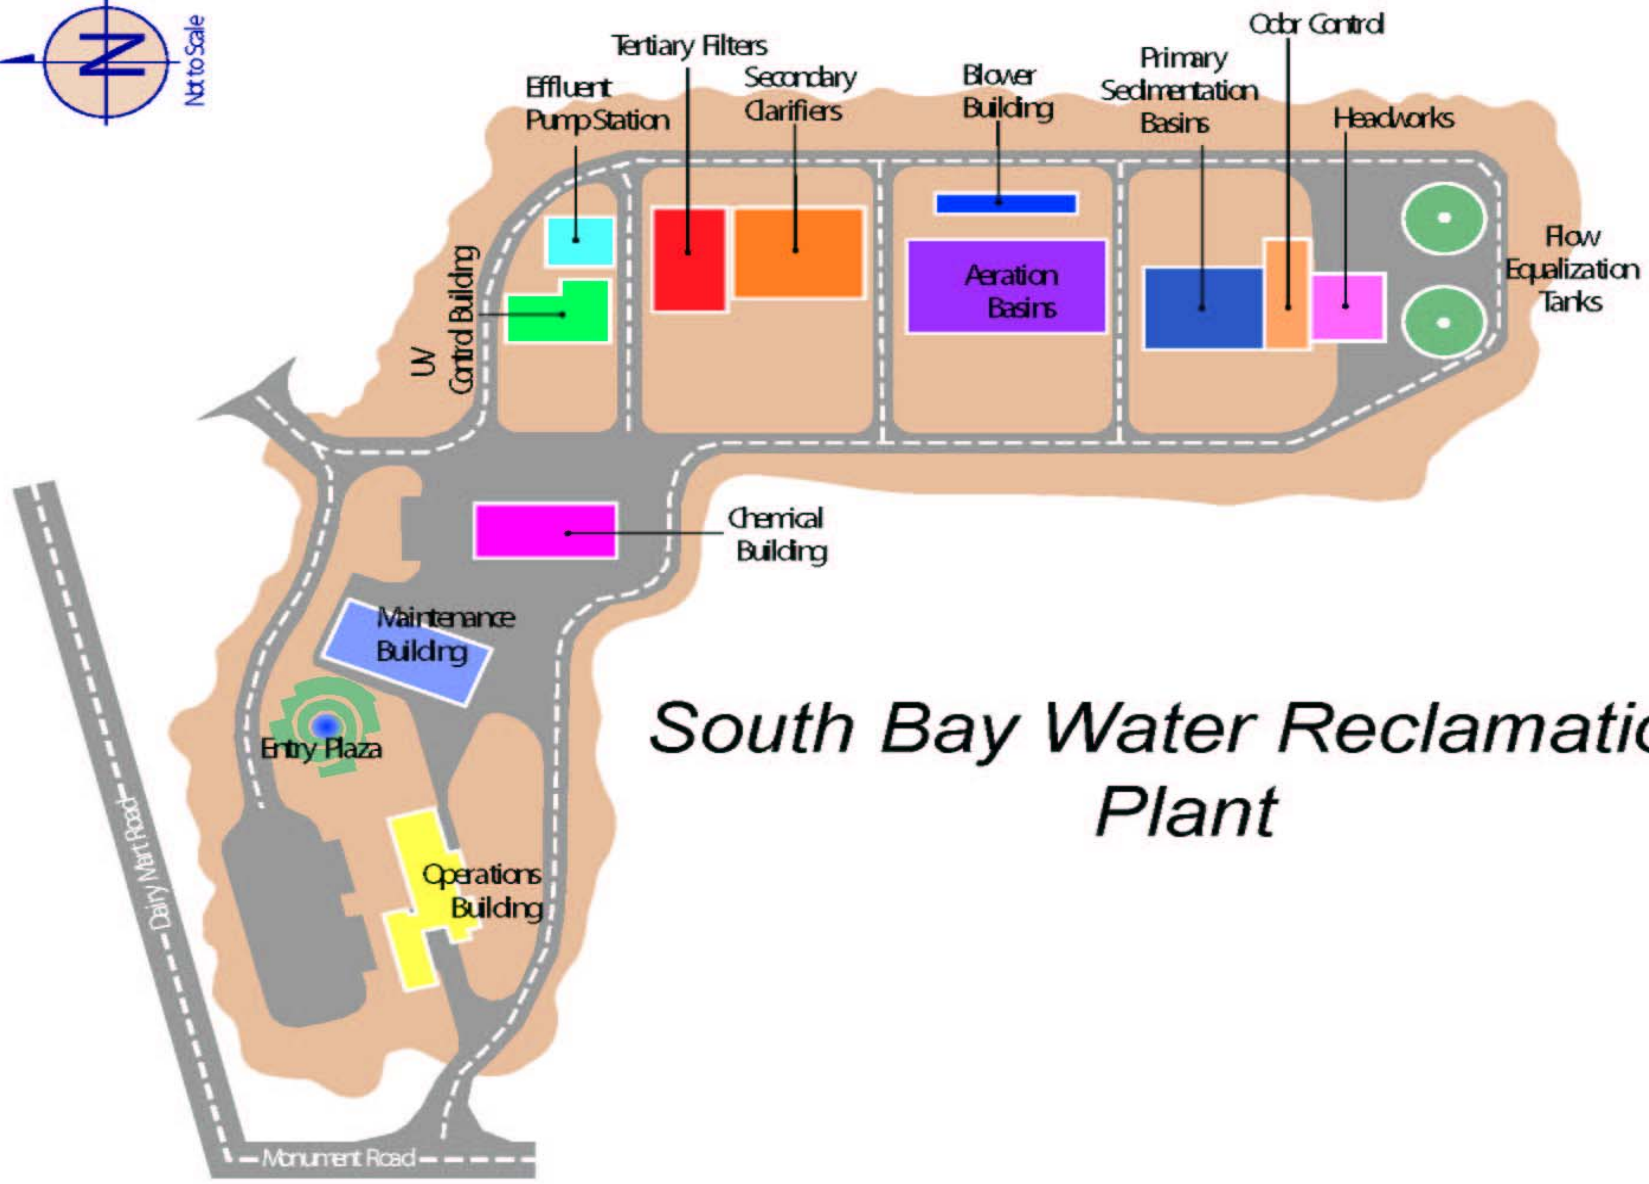 N
Not to Scale
Effluent
Pump Station
Tertiary Filters
Secondary
Clarifiers
Blower
Building
Primary
Sedimentation
Basins
Odor Control
Headworks
Flow
Equalization
Tanks
UV
Control Building
Aeration
Basins
Chemical
Building
Maintenance
Building
Entry Plaza
Operations
Building
South Bay Water Reclamatio
Plant
Dairy Mart Road
Monument Road